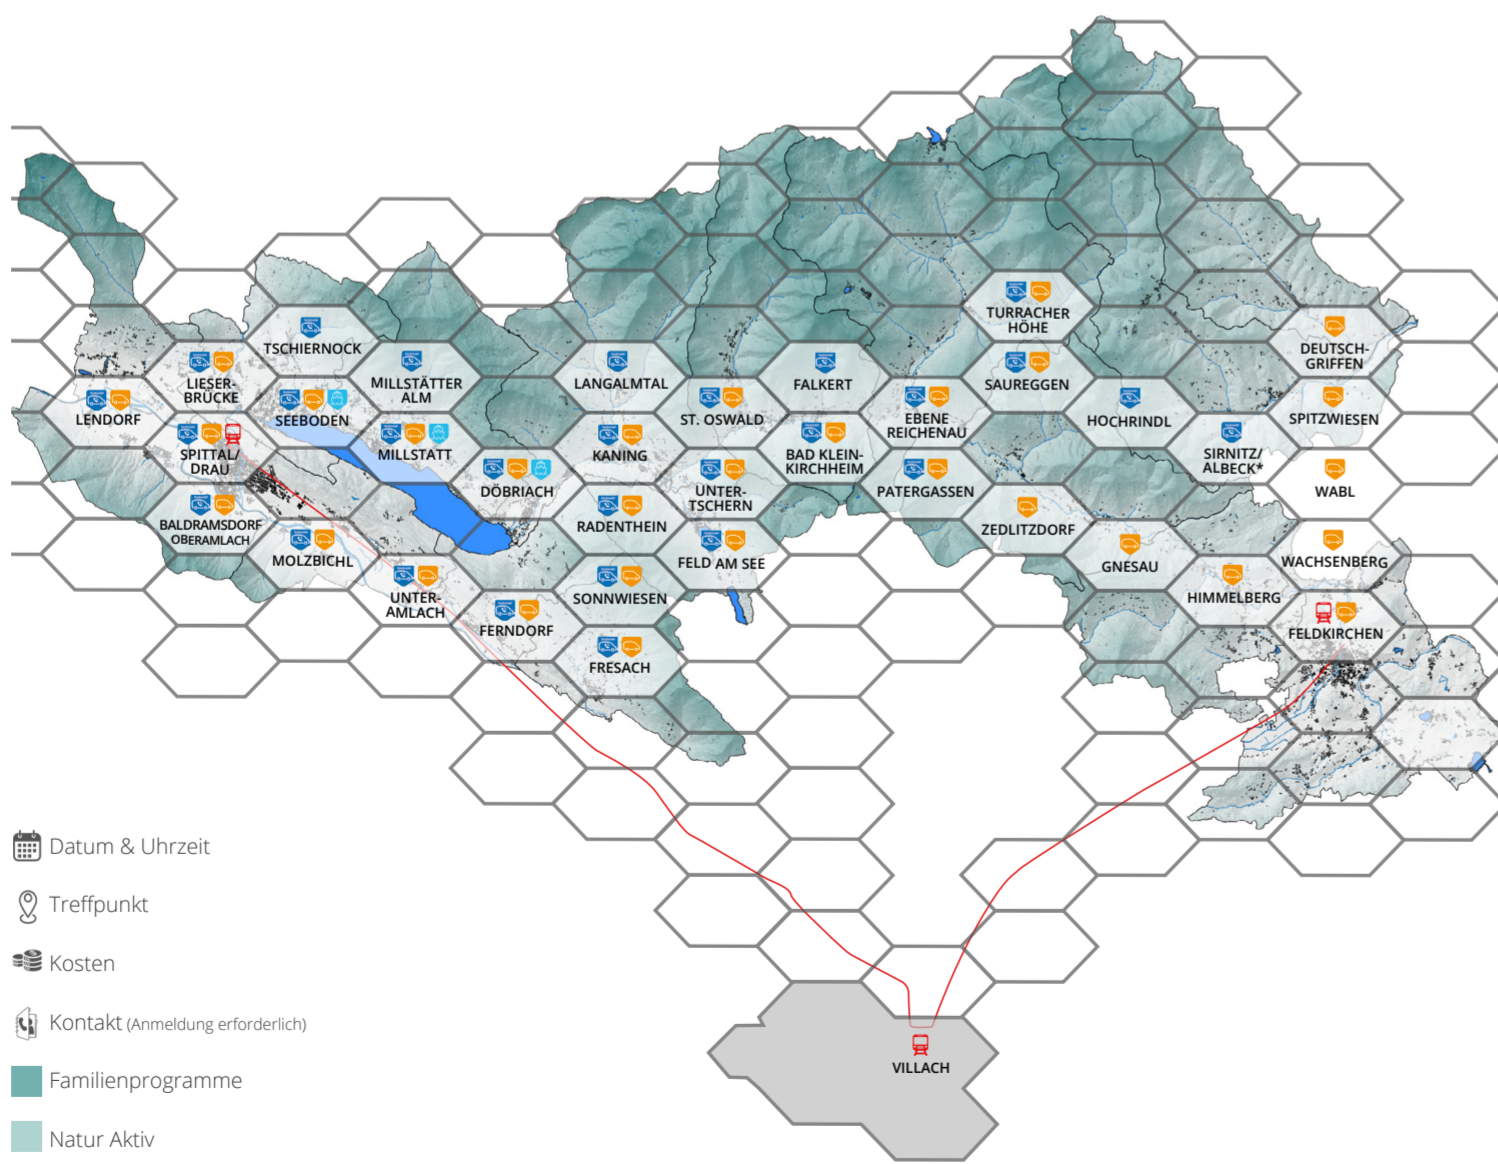 TURRACHER
HÖHE
TSCHIERNOCK
DEUTSCH-
GRIFFEN
LIESER-
BRÜCKE
MILLSTÄTTER
ALM
LANGALMTAL
FALKERT
SAUREGGEN
LENDORF
SEEBODEN
ST. OSWALD
EBENE
REICHENAU
HOCHRINDL
SPITZWIESEN
SPITTAL/
DRAU
MILLSTATT
KANING
BAD KLEIN-
KIRCHHEIM
SIRNITZ/
ALBECK*
DÖBRIACH
UNTER-
TSCHERN
PATERGASSEN
WABL
BALDRAMSDORF
OBERAMLACH
RADENTHEIN
ZEDLITZDORF
MOLZBICHL
FELD AM SEE
GNESAU
WACHSENBERG
UNTER-
AMLACH
SONNWIESEN
HIMMELBERG
FERNDORF
FELDKIRCHEN
FRESACH
VILLACH
Datum & Uhrzeit
Treffpunkt
Kosten
Kontakt (Anmeldung erforderlich)
Familienprogramme
Natur Aktiv